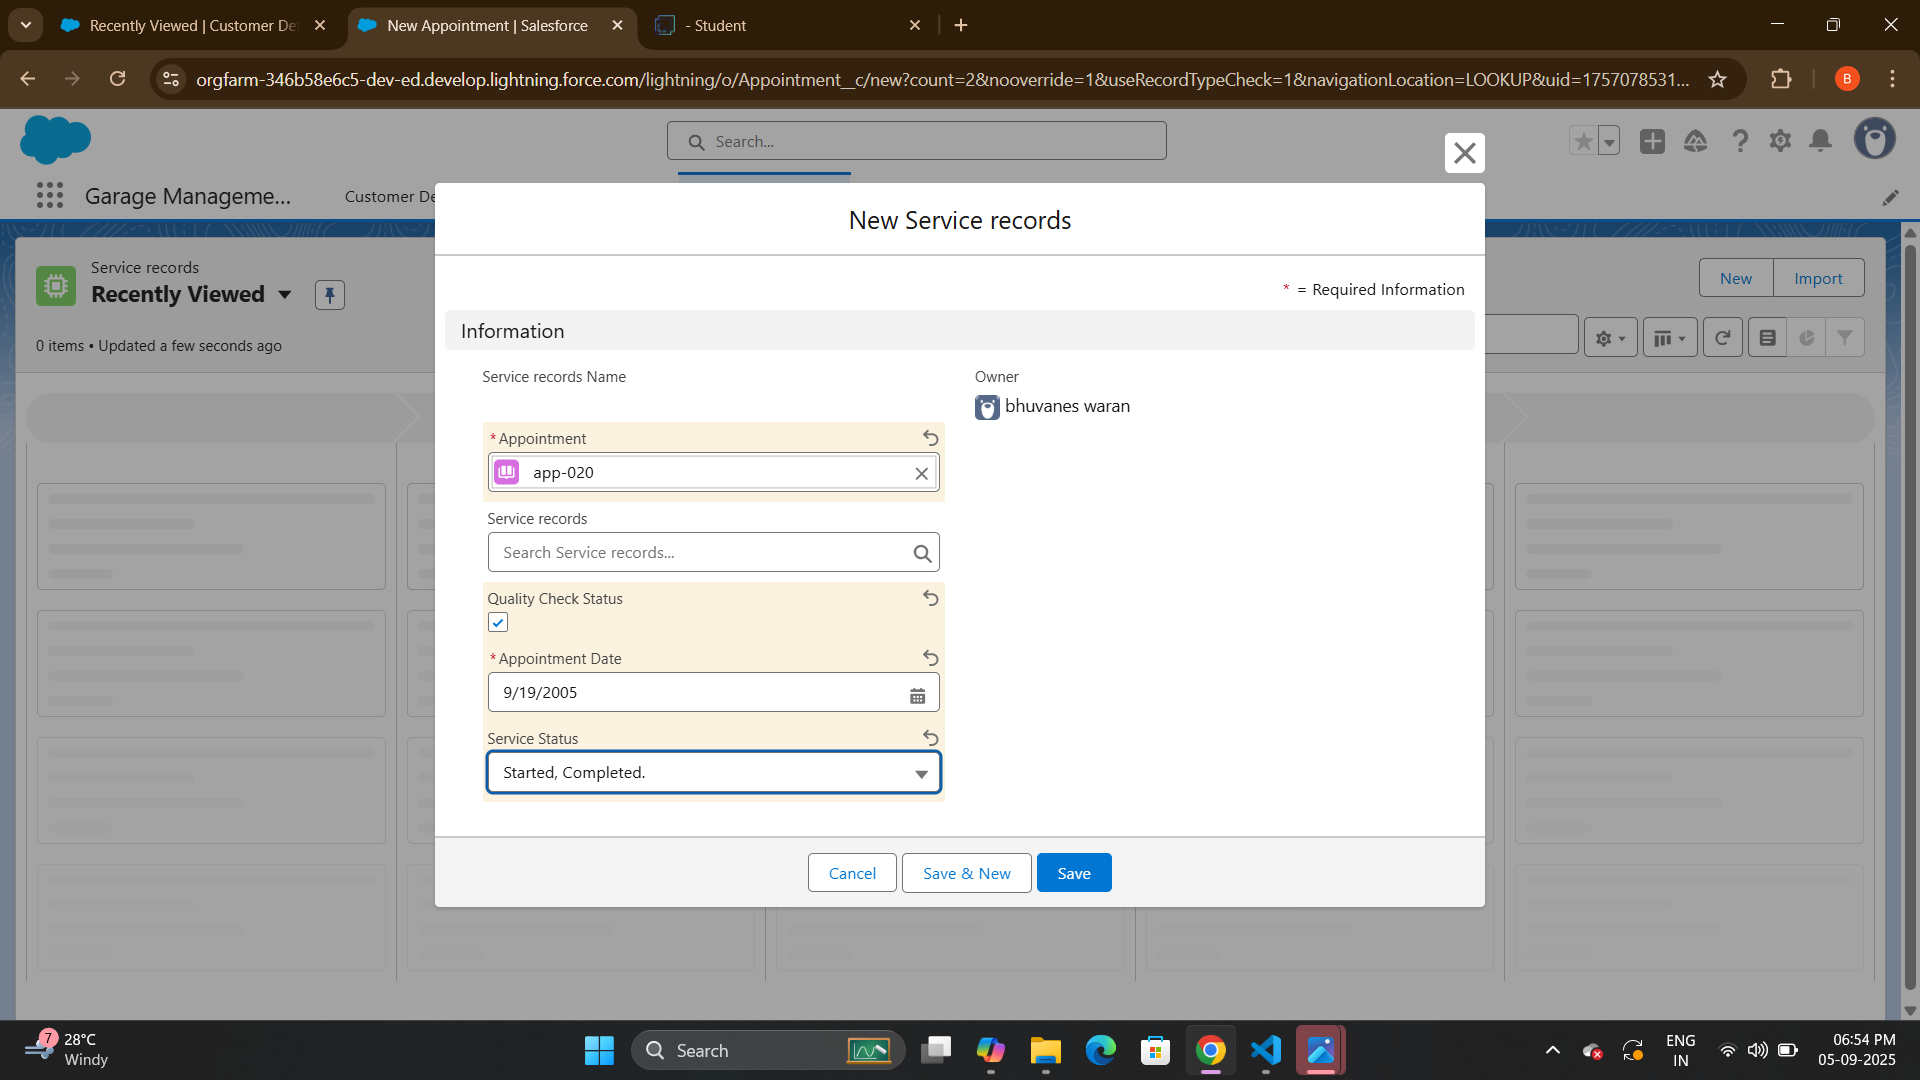 Recently Viewed | Customer De
New Appointment | Salesforce
- Student
orgfarm-346b58e6c5-dev-ed.develop.lightning.force.com/lightning/o/Appointment__c/new?count=2&nooverride=1&useRecordTypeCheck=1&navigationLocation=LOOKUP&uid=1757078531...
B
Search...
Garage Manageme...
Customer De
New Service records
Service records
Recently Viewed
New
Import
* = Required Information
Information
0 items • Updated a few seconds ago
Service records Name
Owner
bhuvanes waran
*Appointment
app-020
Service records
Search Service records...
Quality Check Status
*Appointment Date
9/19/2005
Service Status
Started, Completed.
Cancel
Save & New
Save
7
28°C
Windy
Search
ENG
IN
06:54 PM
05-09-2025